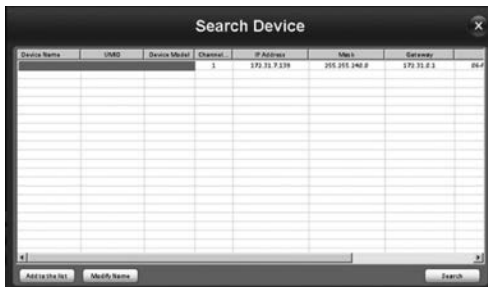 Search Device
Device Name UMID Device Model Channel... IP Address Mask Gateway
1 172.31.7.139 255.255.240.0 172.31.0.1
Add to the list Modify Name Search